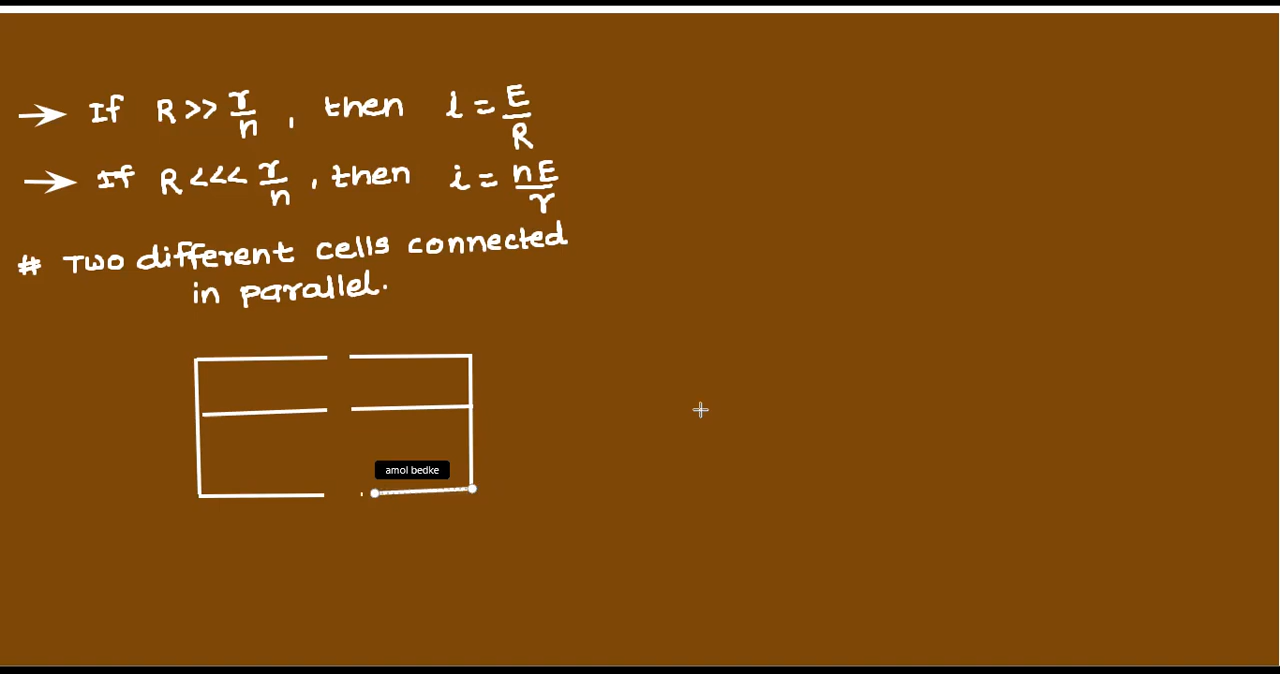 → If R >> r/n, then i = E/R
→ If R <<< r/n, then i = nE/r
# Two different cells connected
in parallel.
amol bedke